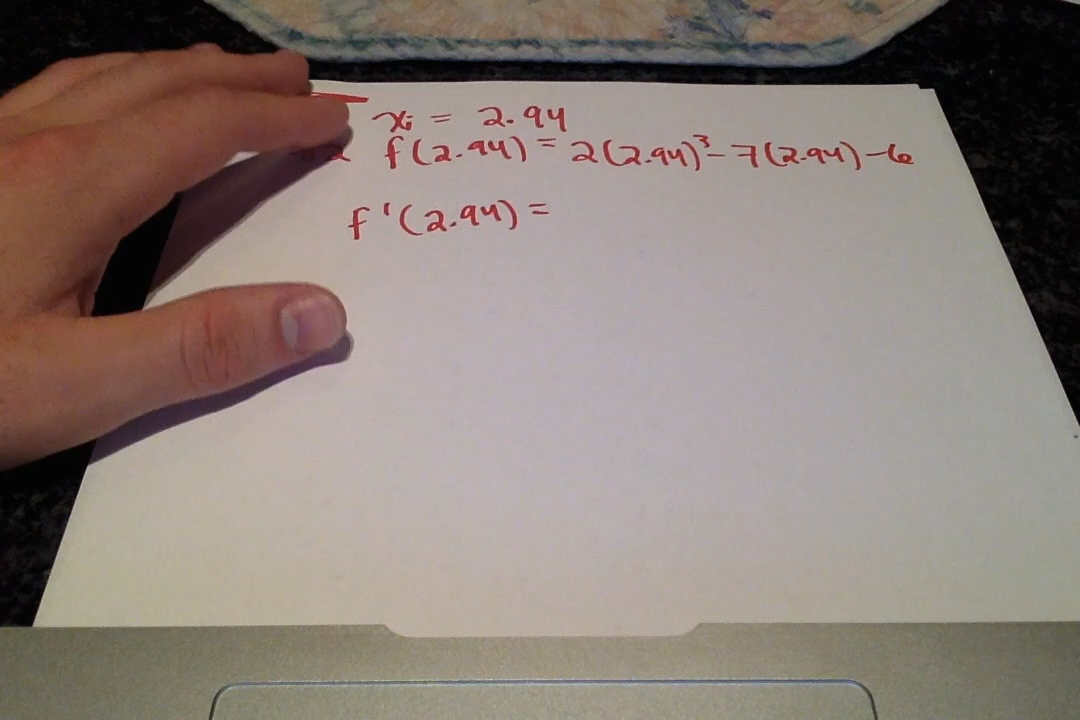 xi = 2.94
f(2.94) = 2(2.94)³ - 7(2.94) - 6
f'(2.94) =